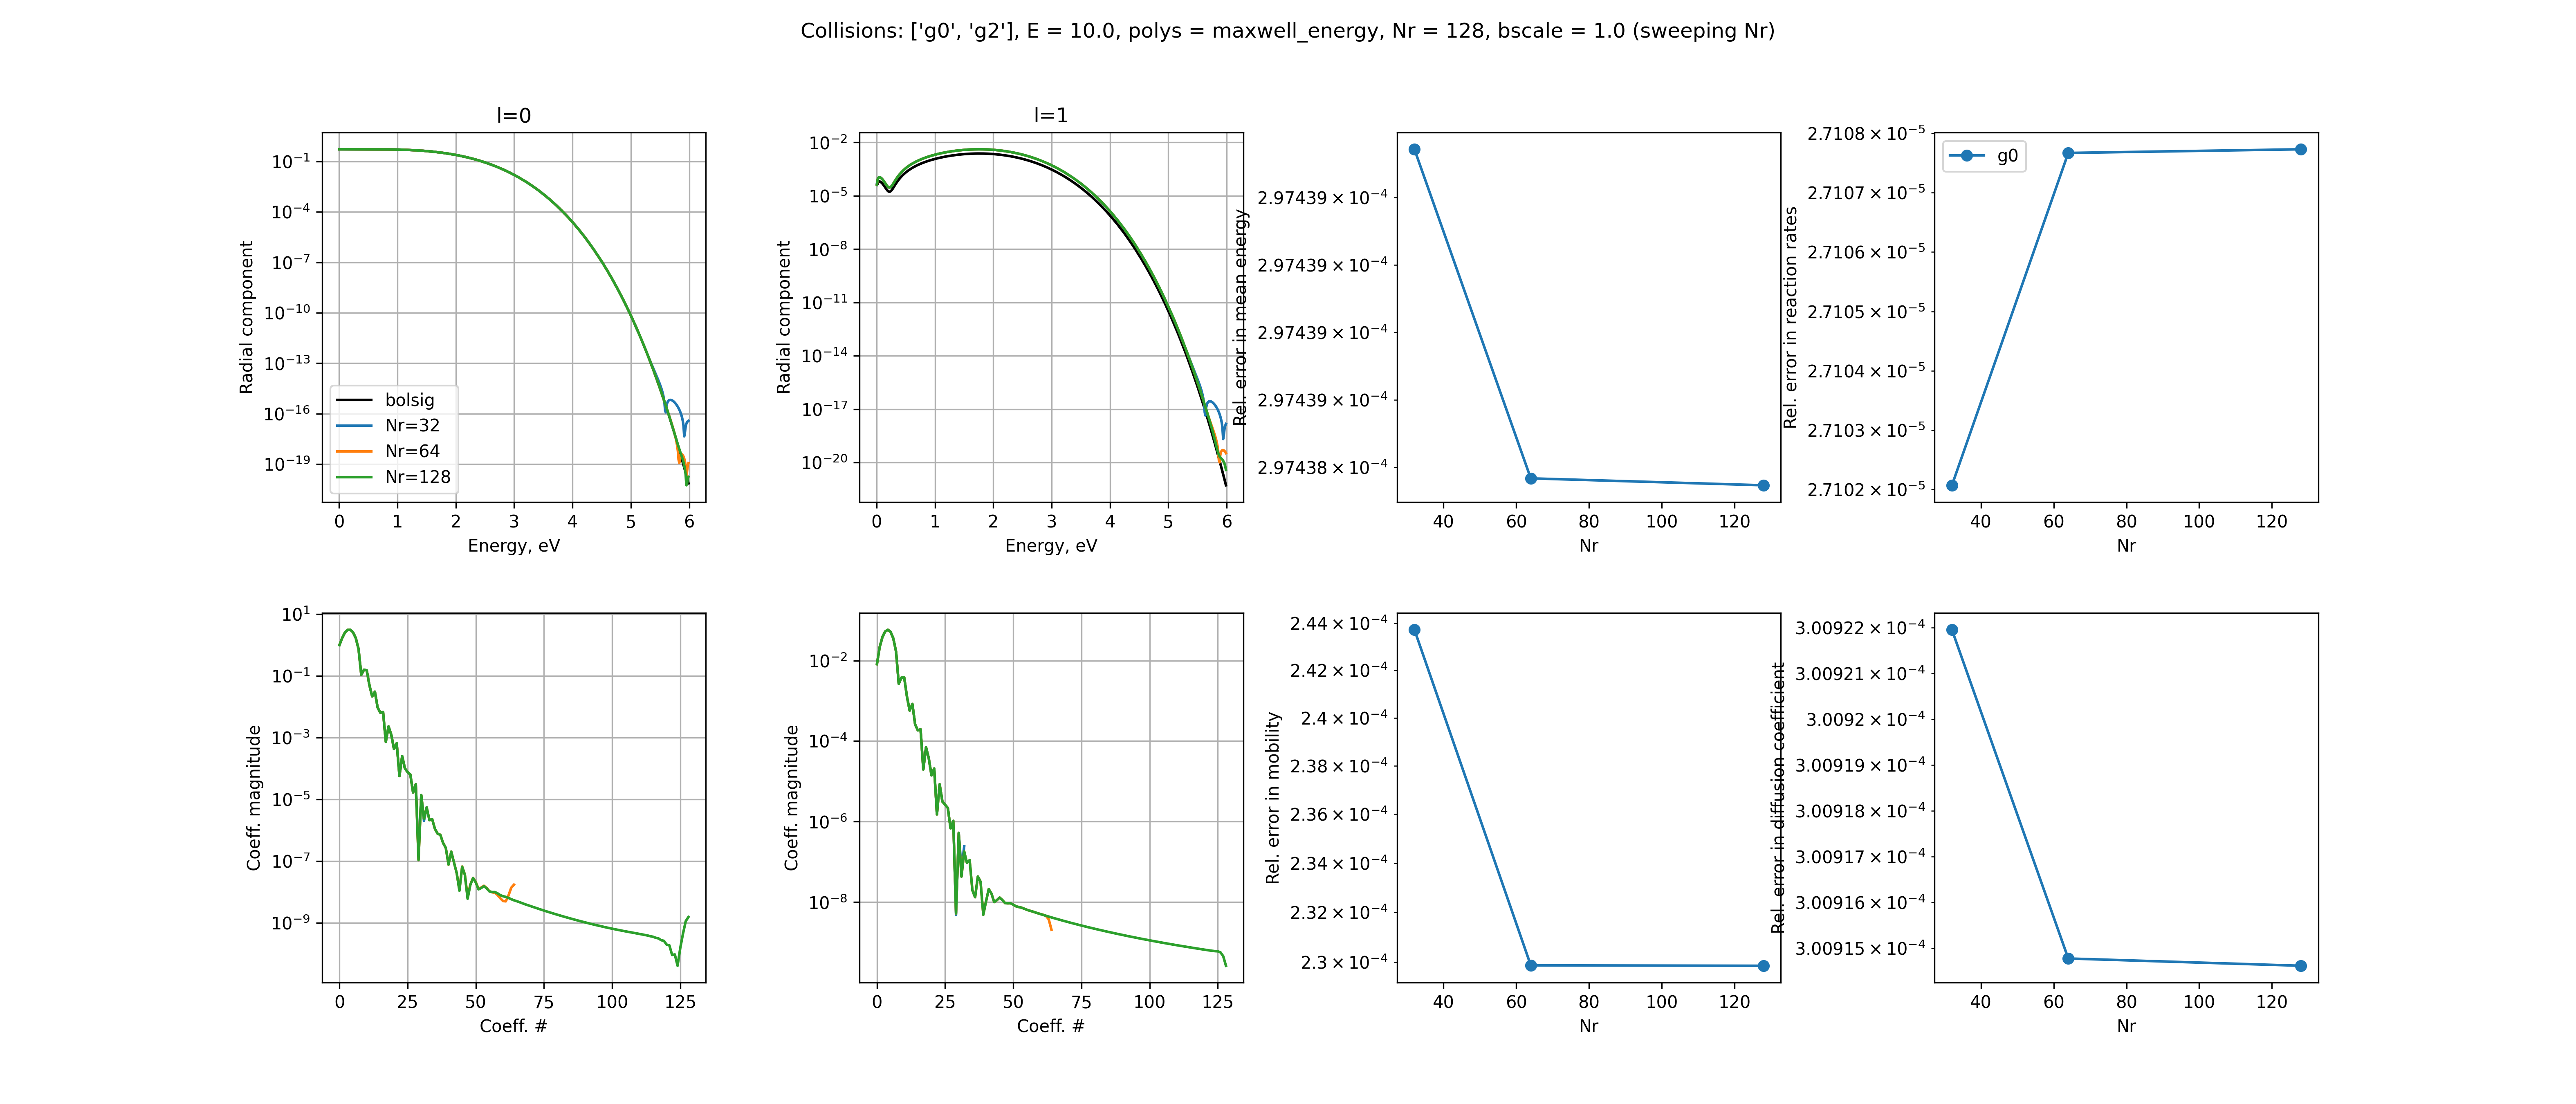 Collisions: ['g0', 'g2'], E = 10.0, polys = maxwell_energy, Nr = 128, bscale = 1.0 (sweeping Nr)
l=0
Radial component
10⁻¹
10⁻⁴
10⁻⁷
10⁻¹⁰
10⁻¹³
10⁻¹⁶
10⁻¹⁹
bolsig
Nr=32
Nr=64
Nr=128
0 1 2 3 4 5 6
Energy, eV
l=1
Radial component
10⁻²
10⁻⁵
10⁻⁸
10⁻¹¹
10⁻¹⁴
10⁻¹⁷
10⁻²⁰
0 1 2 3 4 5 6
Energy, eV
Rel. error in mean energy
2.97439 × 10⁻⁴
2.97439 × 10⁻⁴
2.97439 × 10⁻⁴
2.97439 × 10⁻⁴
2.97438 × 10⁻⁴
40 60 80 100 120
Nr
Rel. error in reaction rates
2.7108 × 10⁻⁵
2.7107 × 10⁻⁵
2.7106 × 10⁻⁵
2.7105 × 10⁻⁵
2.7104 × 10⁻⁵
2.7103 × 10⁻⁵
2.7102 × 10⁻⁵
g0
40 60 80 100 120
Nr
Coeff. magnitude
10¹
10⁻¹
10⁻³
10⁻⁵
10⁻⁷
10⁻⁹
0 25 50 75 100 125
Coeff. #
Coeff. magnitude
10⁻²
10⁻⁴
10⁻⁶
10⁻⁸
0 25 50 75 100 125
Coeff. #
Rel. error in mobility
2.44 × 10⁻⁴
2.42 × 10⁻⁴
2.4 × 10⁻⁴
2.38 × 10⁻⁴
2.36 × 10⁻⁴
2.34 × 10⁻⁴
2.32 × 10⁻⁴
2.3 × 10⁻⁴
40 60 80 100 120
Nr
Rel. error in diffusion coefficient
3.00922 × 10⁻⁴
3.00921 × 10⁻⁴
3.0092 × 10⁻⁴
3.00919 × 10⁻⁴
3.00918 × 10⁻⁴
3.00917 × 10⁻⁴
3.00916 × 10⁻⁴
3.00915 × 10⁻⁴
40 60 80 100 120
Nr